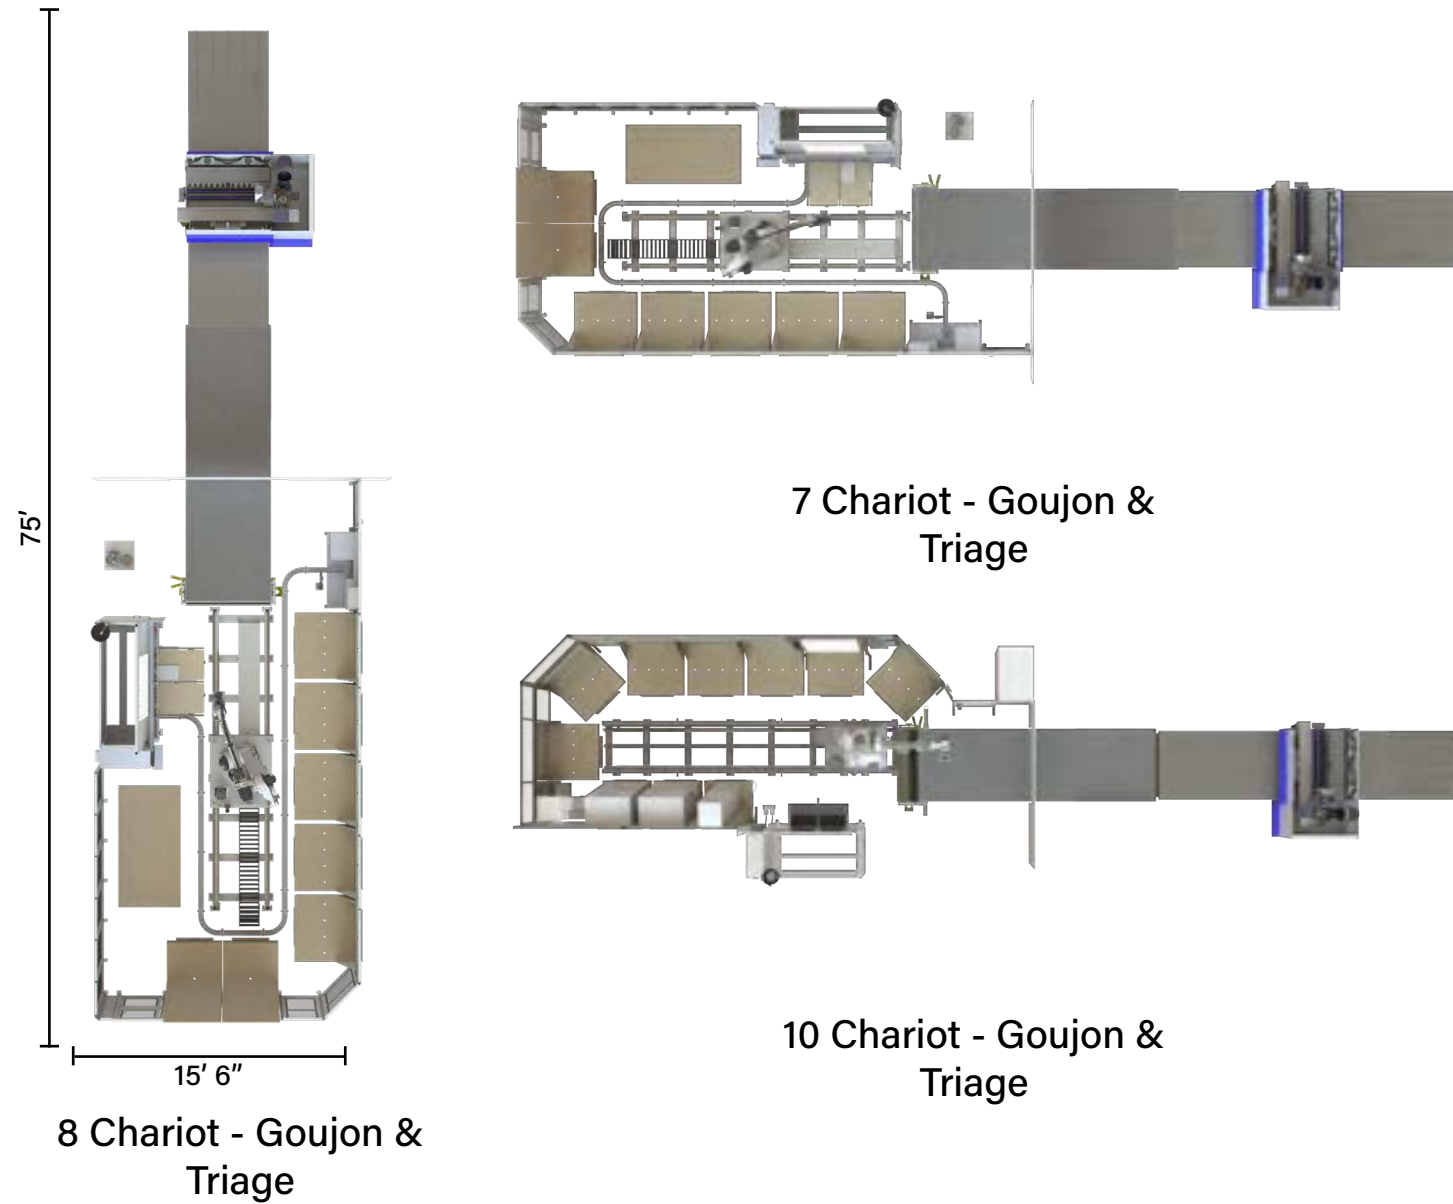 75'
15' 6"
8 Chariot - Goujon &
Triage
7 Chariot - Goujon &
Triage
10 Chariot - Goujon &
Triage